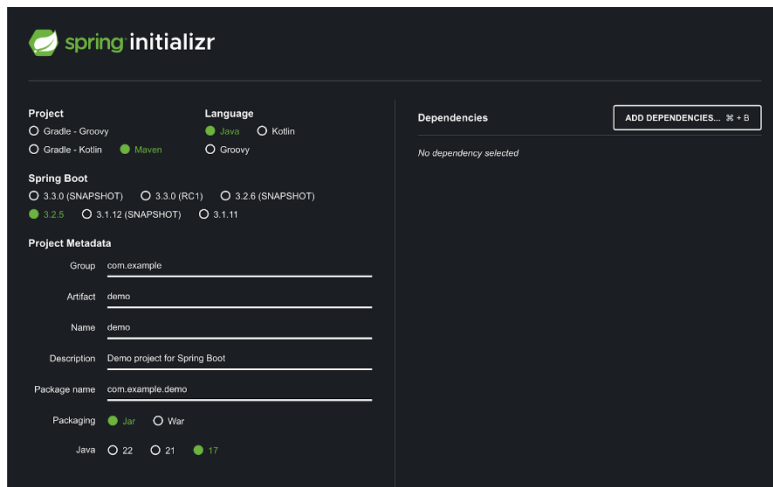 spring initializr
Project
Gradle - Groovy
Gradle - Kotlin Maven
Language
Java Kotlin
Groovy
Spring Boot
3.3.0 (SNAPSHOT) 3.3.0 (RC1) 3.2.6 (SNAPSHOT)
3.2.5 3.1.12 (SNAPSHOT) 3.1.11
Project Metadata
Group com.example
Artifact demo
Name demo
Description Demo project for Spring Boot
Package name com.example.demo
Packaging Jar War
Java 22 21 17
Dependencies ADD DEPENDENCIES... ⌘ + B
No dependency selected